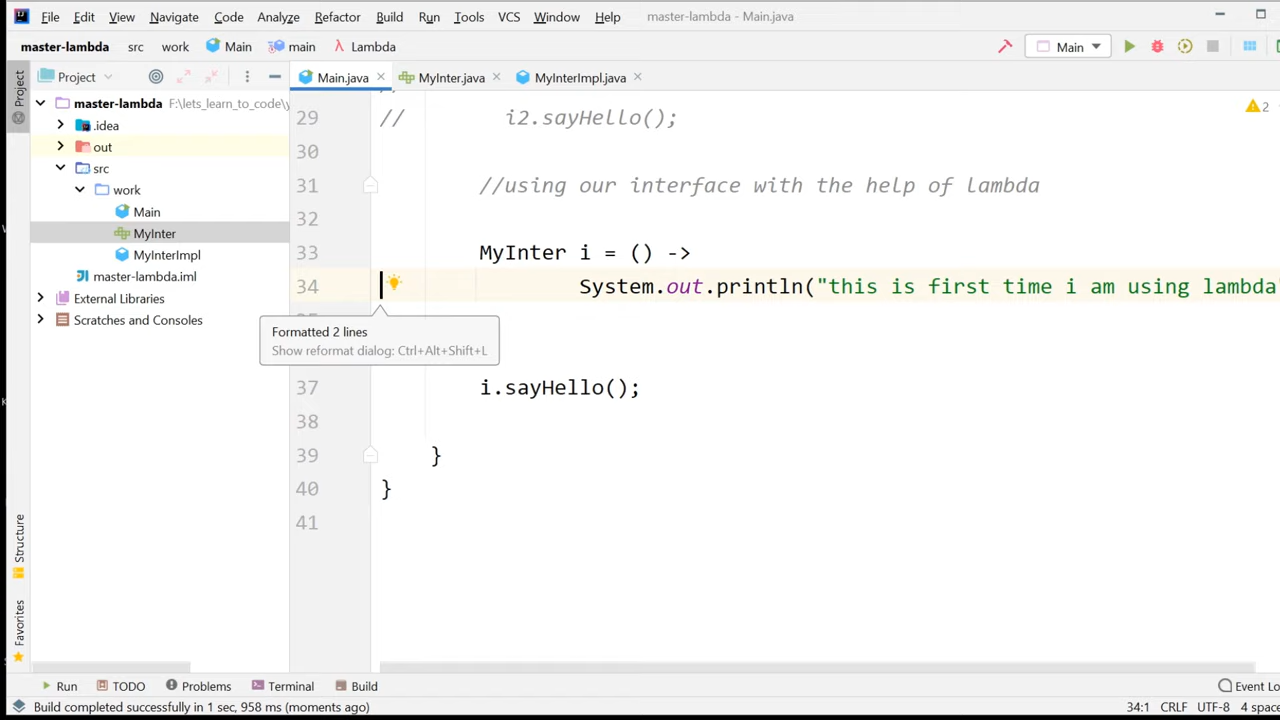 File Edit View Navigate Code Analyze Refactor Build Run Tools VCS Window Help master-lambda - Main.java
master-lambda src work Main main λ Lambda Main
Project Main.java MyInter.java MyInterImpl.java
Project
master-lambda F:\lets_learn_to_code\y
.idea
out
src
work
Main
MyInter
MyInterImpl
master-lambda.iml
External Libraries
Scratches and Consoles
2
29 // i2.sayHello();
30
31 //using our interface with the help of lambda
32
33 MyInter i = () ->
34 System.out.println("this is first time i am using lambda
Formatted 2 lines
Show reformat dialog: Ctrl+Alt+Shift+L
37 i.sayHello();
38
39 }
40 }
41
Structure
Favorites
Run TODO Problems Terminal Build Event Lo
Build completed successfully in 1 sec, 958 ms (moments ago) 34:1 CRLF UTF-8 4 space